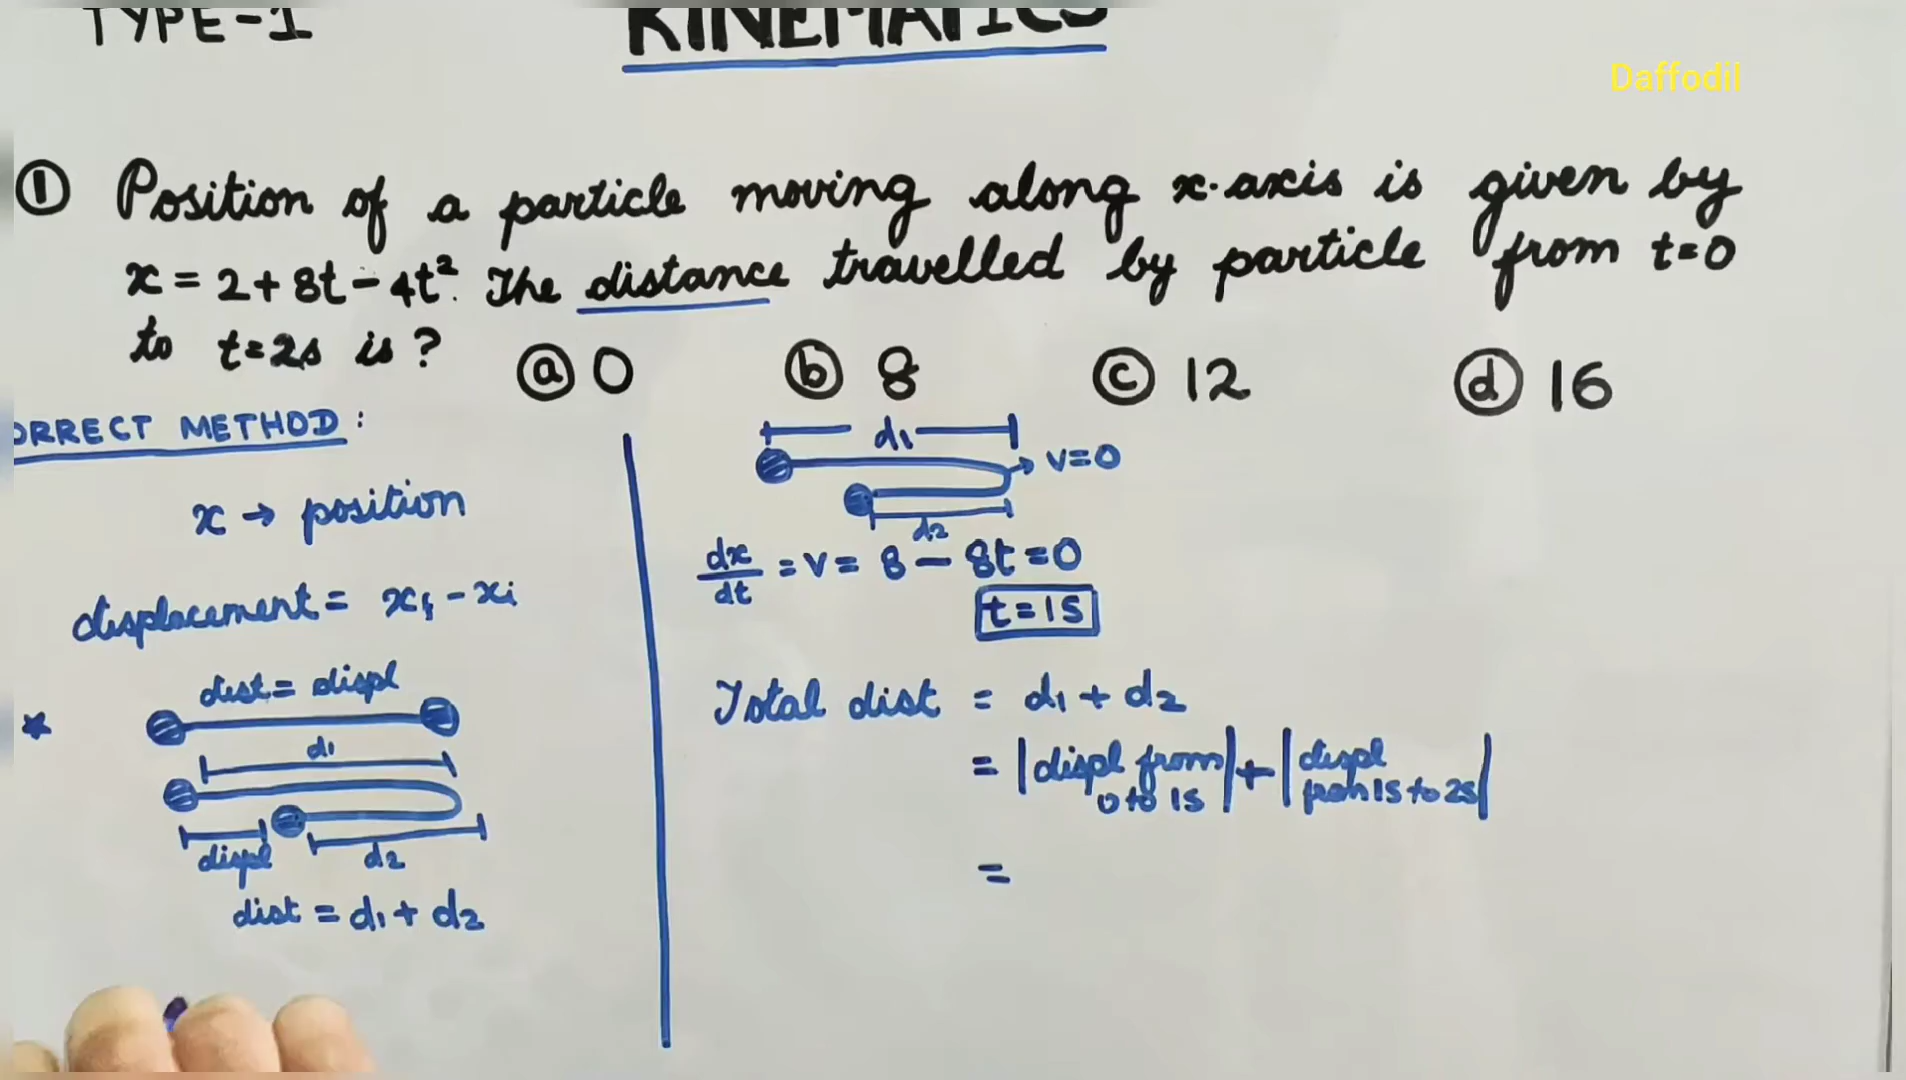 TYPE-1
KINEMATICS
Daffodil
① Position of a particle moving along x-axis is given by
x = 2 + 8t - 4t². The distance travelled by particle from t=0
to t=2s is ?
ⓐ 0 ⓑ 8 ⓒ 12 ⓓ 16
ORRECT METHOD :
x → position
displacement = xf - xi
dist = displ
d1
displ
d2
dist = d1 + d2
d1
v=0
d2
dx/dt = v = 8 - 8t = 0
t = 1s
Total dist = d1 + d2
= |displ from 0 to 1s| + |displ from 1s to 2s|
=